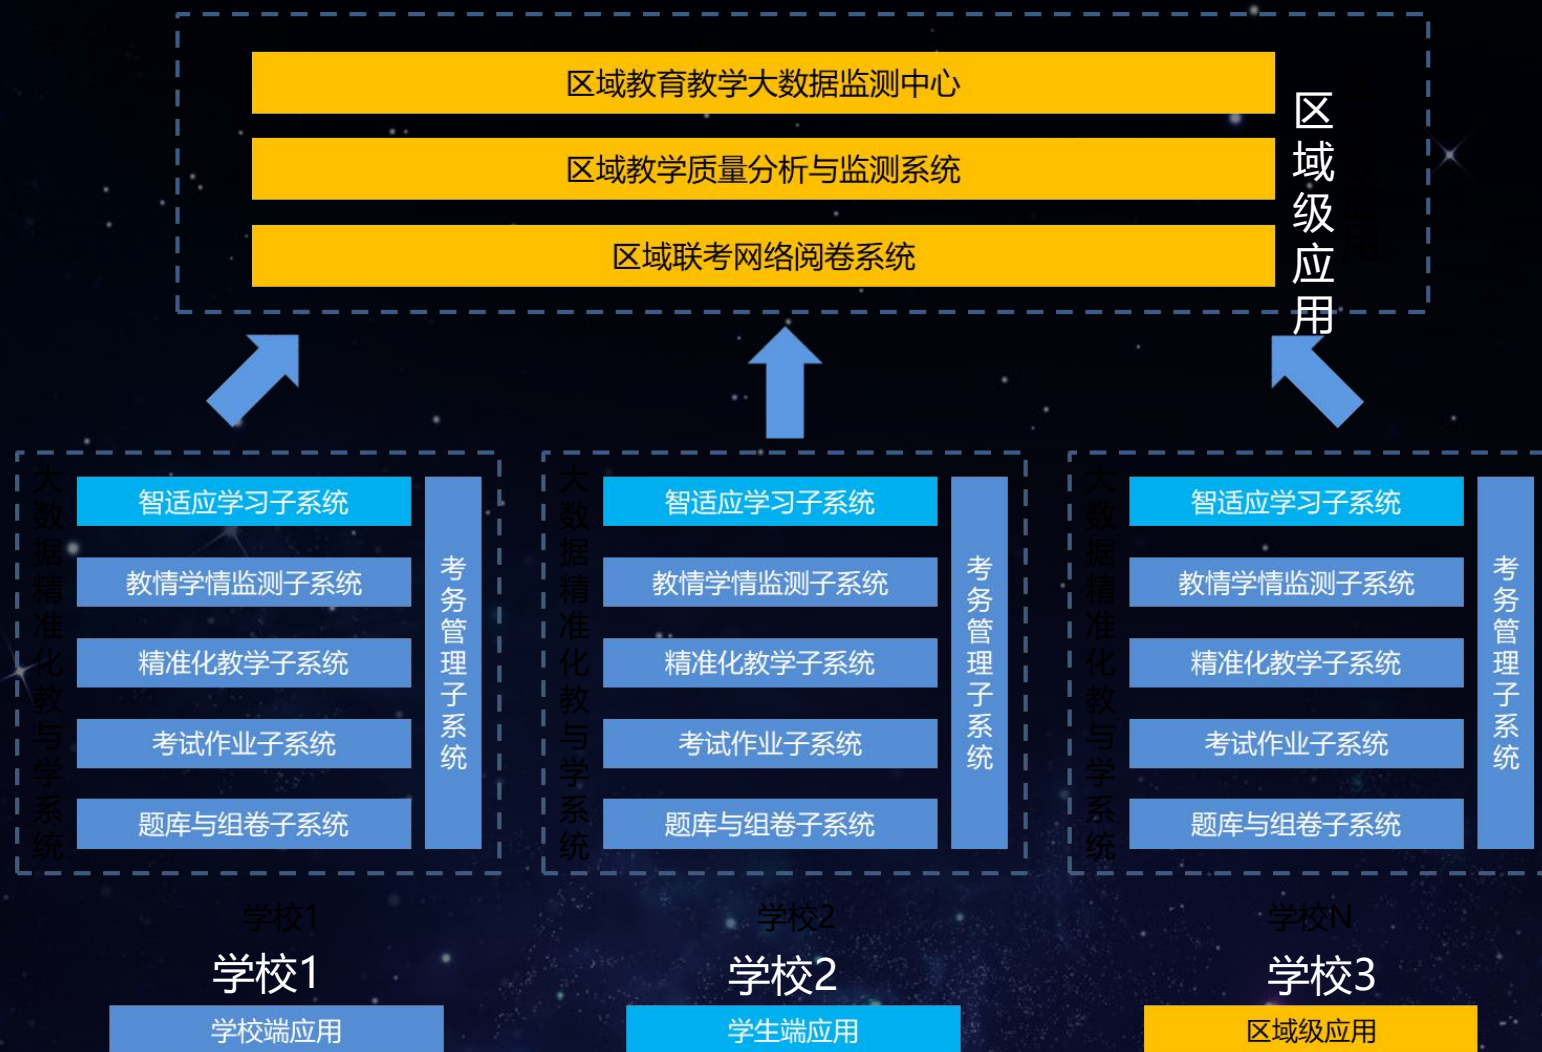 区域教育教学大数据监测中心
区域教学质量分析与监测系统
区域联考网络阅卷系统
区域级应用
大数据精准化教与学系统
智适应学习子系统
教情学情监测子系统
精准化教学子系统
考试作业子系统
题库与组卷子系统
考务管理子系统
大数据精准化教与学系统
智适应学习子系统
教情学情监测子系统
精准化教学子系统
考试作业子系统
题库与组卷子系统
考务管理子系统
大数据精准化教与学系统
智适应学习子系统
教情学情监测子系统
精准化教学子系统
考试作业子系统
题库与组卷子系统
考务管理子系统
学校1
学校2
学校N
学校1
学校2
学校3
学校端应用
学生端应用
区域级应用